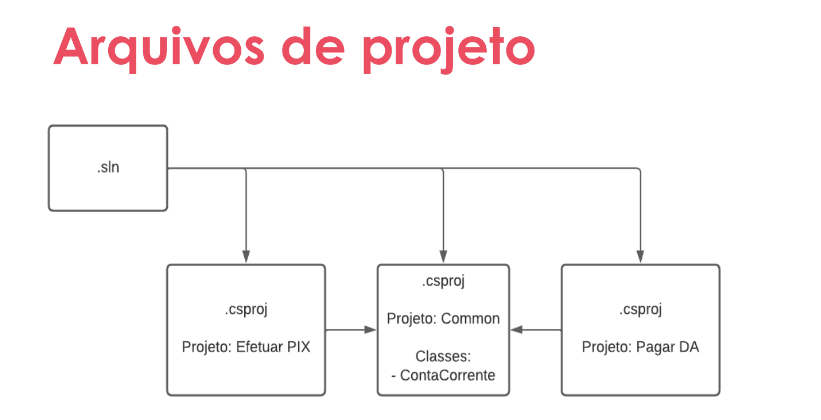 Arquivos de projeto
.sln
.csproj
Projeto: Efetuar PIX
.csproj
Projeto: Common
Classes:
- ContaCorrente
.csproj
Projeto: Pagar DA